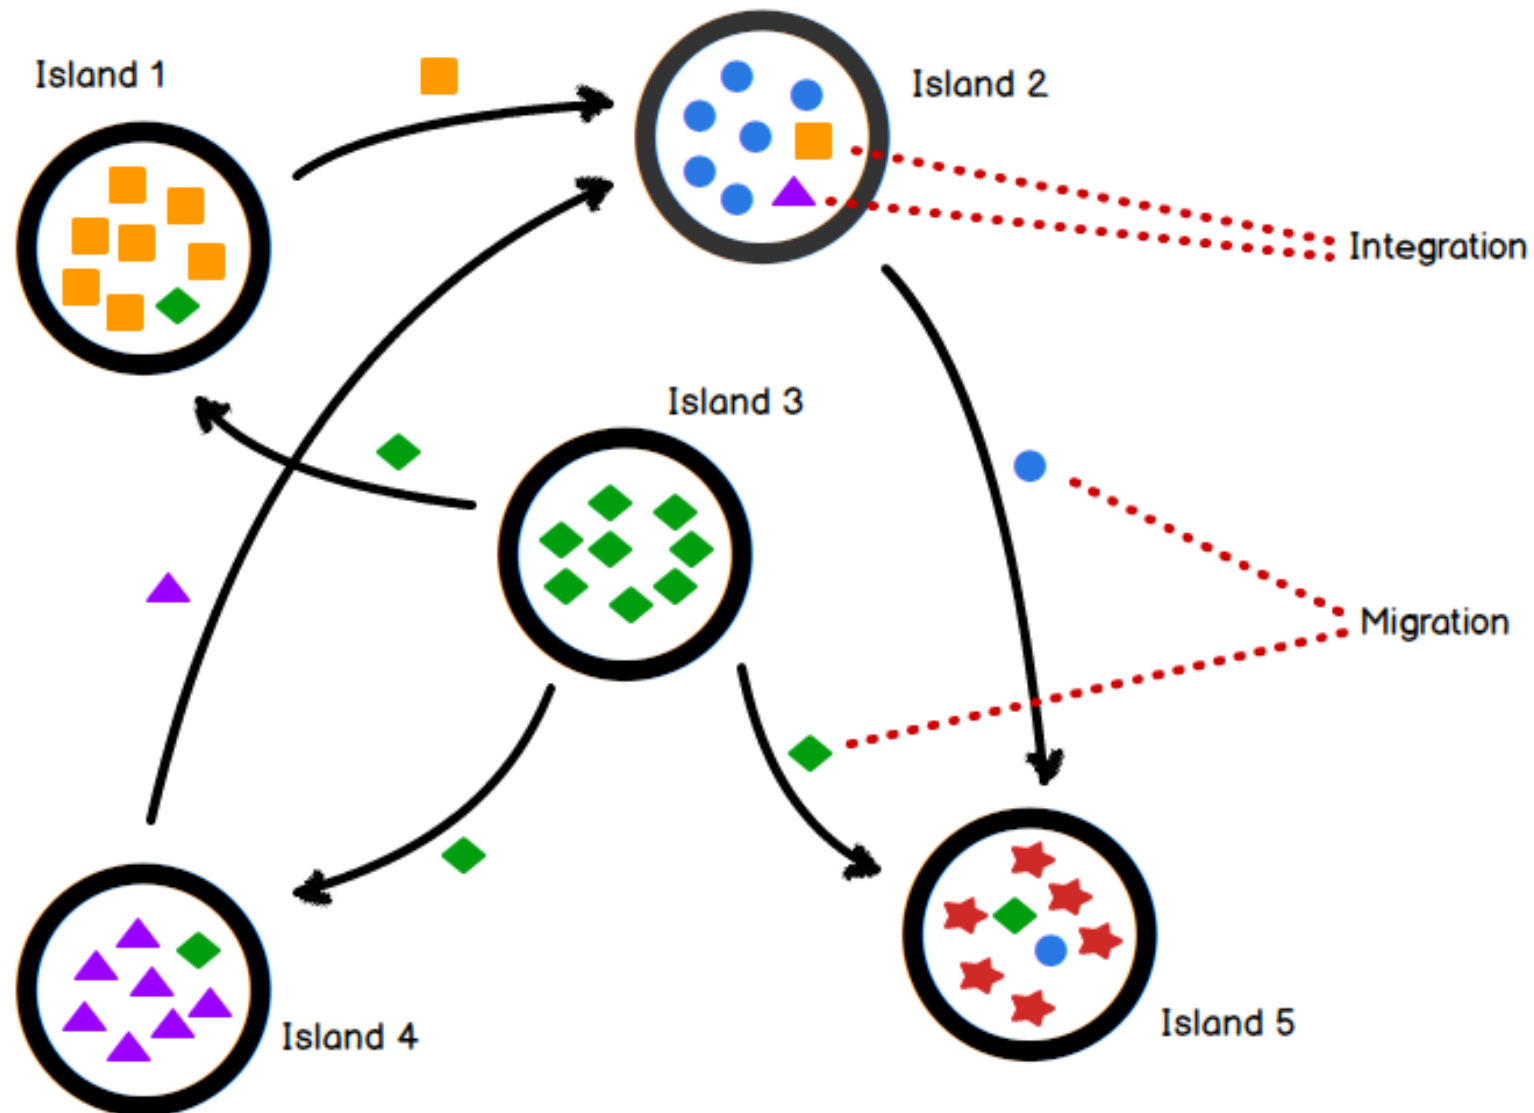 Island 1
Island 2
Integration
Island 3
Migration
Island 4
Island 5